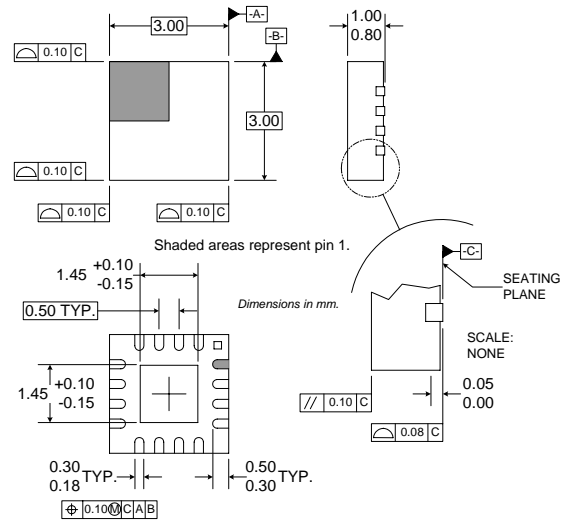 3.00
-A-
1.00
0.80
-B-
0.10 C
3.00
0.10 C
0.10 C
0.10 C
Shaded areas represent pin 1.
-C-
1.45 +0.10
-0.15
SEATING
PLANE
Dimensions in mm.
0.50 TYP.
SCALE:
NONE
1.45 +0.10
-0.15
0.05
0.00
// 0.10 C
0.08 C
0.30
0.18 TYP.
0.50
0.30 TYP.
⌖ 0.10Ⓜ C A B